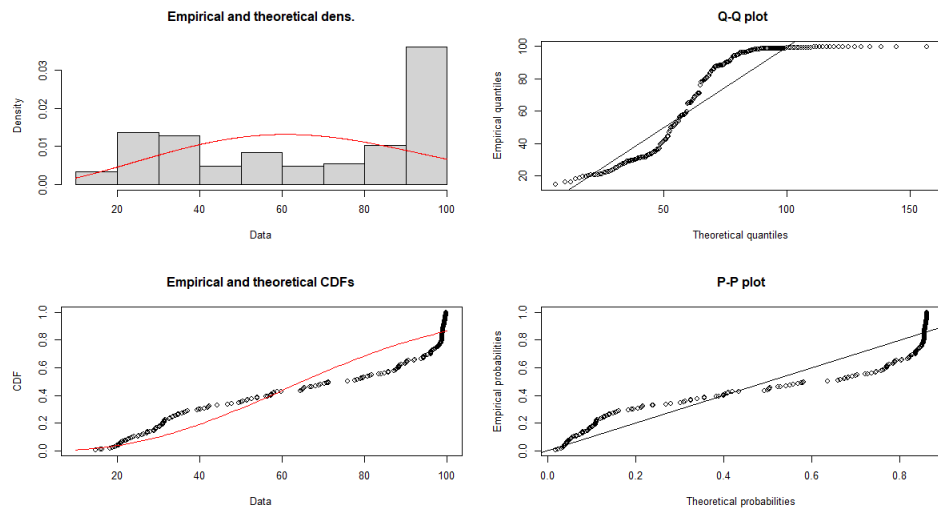 Empirical and theoretical dens.
Density
0.00 0.01 0.02 0.03
20 40 60 80 100
Data
Q-Q plot
Empirical quantiles
20 40 60 80 100
50 100 150
Theoretical quantiles
Empirical and theoretical CDFs
CDF
0.0 0.2 0.4 0.6 0.8 1.0
20 40 60 80 100
Data
P-P plot
Empirical probabilities
0.0 0.2 0.4 0.6 0.8 1.0
0.0 0.2 0.4 0.6 0.8
Theoretical probabilities